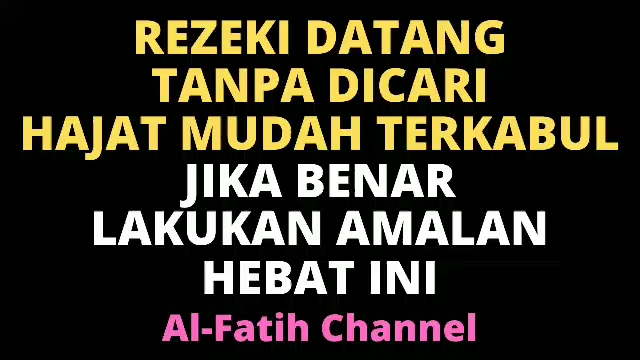 REZEKI DATANG
TANPA DICARI
HAJAT MUDAH TERKABUL
JIKA BENAR
LAKUKAN AMALAN
HEBAT INI
Al-Fatih Channel